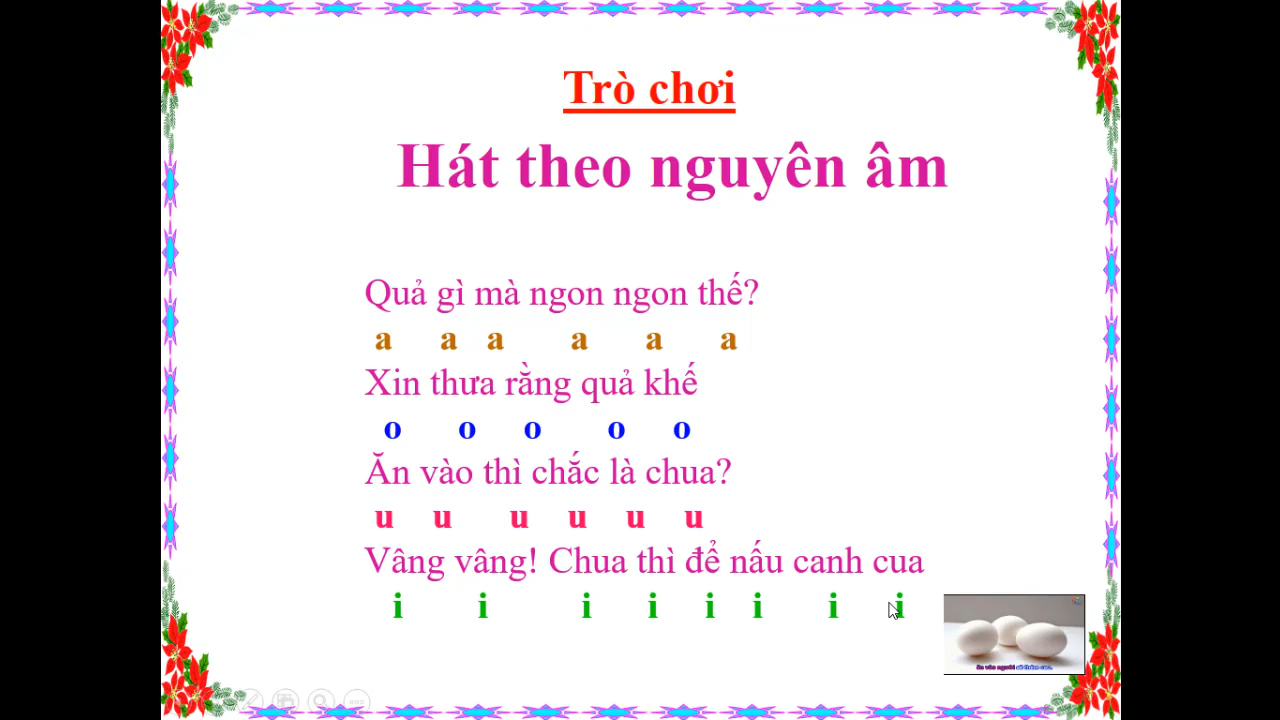 Trò chơi
Hát theo nguyên âm
Quả gì mà ngon ngon thế?
a a a a a a
Xin thưa rằng quả khế
o o o o o
Ăn vào thì chắc là chua?
u u u u u u
Vâng vâng! Chua thì để nấu canh cua
i i i i i i i i